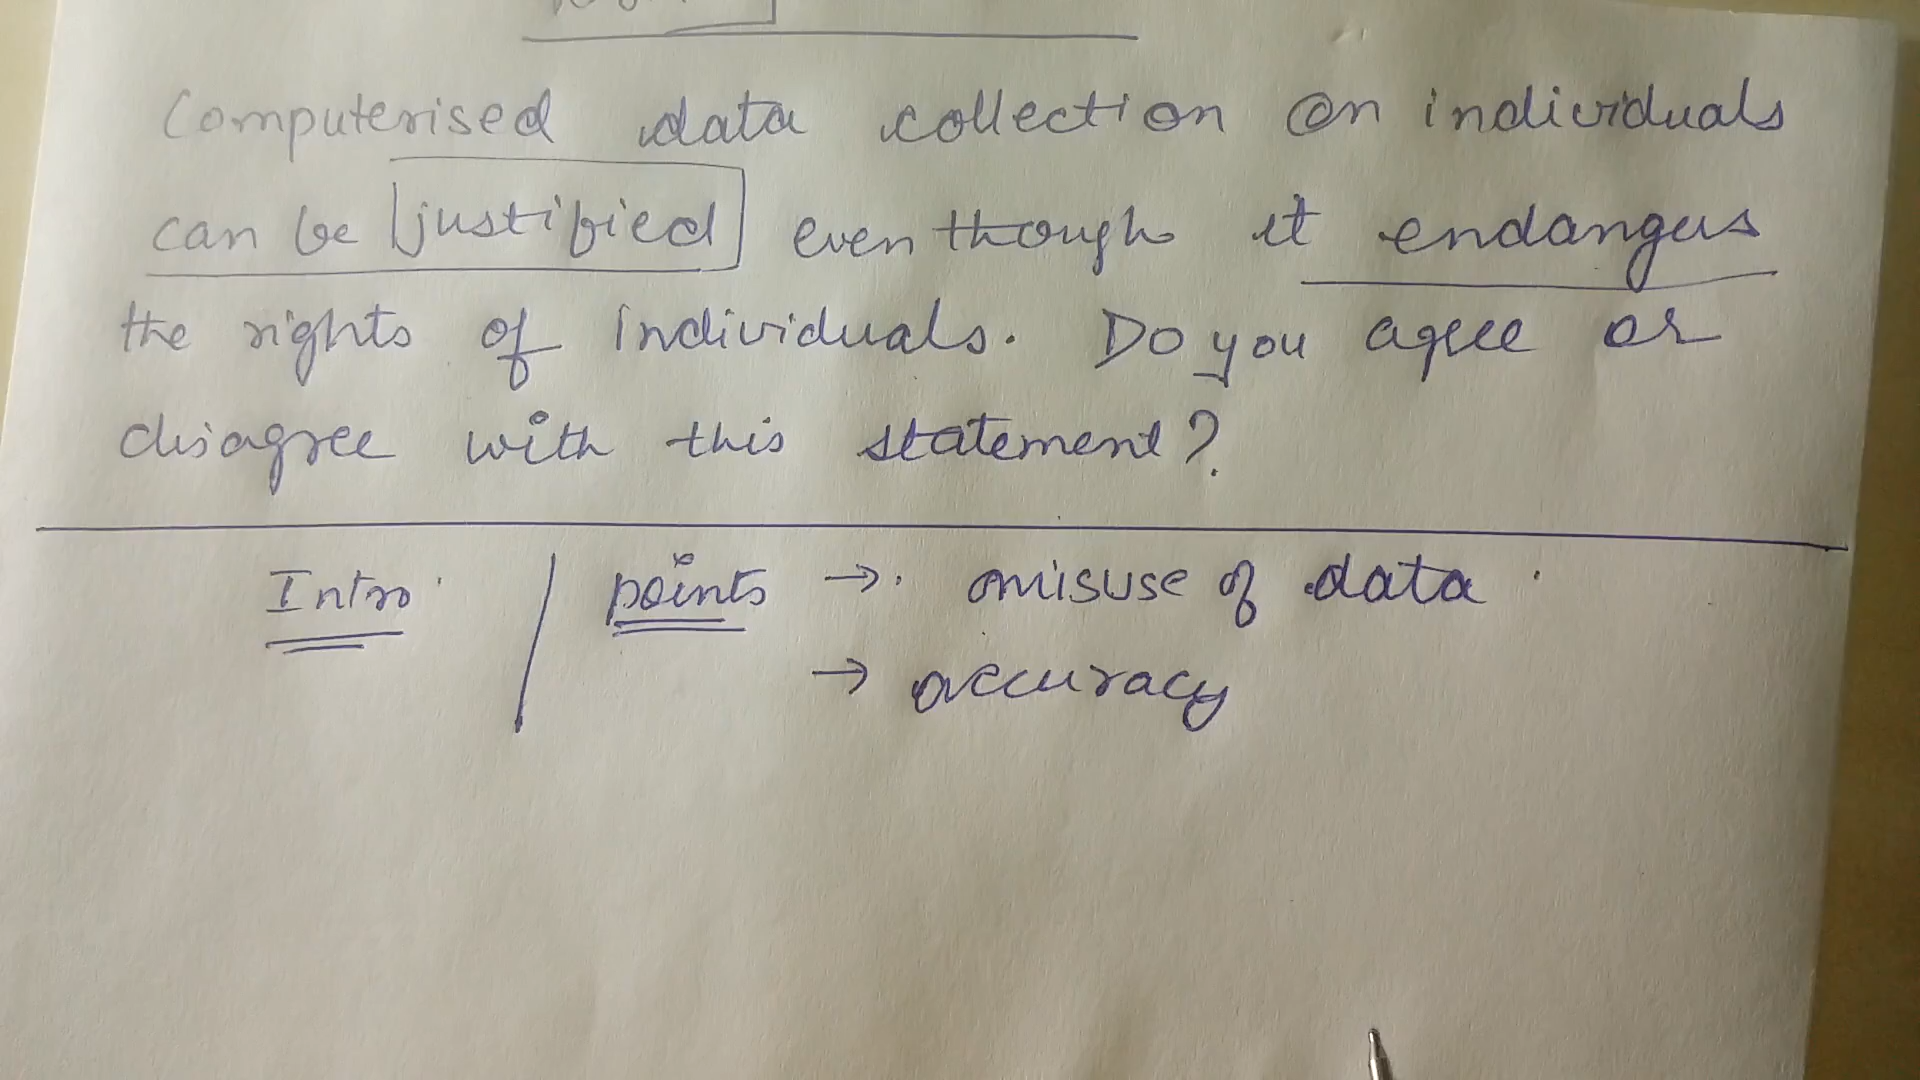 Computerised data collection on individuals
can be justified even though it endangers
the rights of individuals. Do you agree or
disagree with this statement?
Intro. / points → misuse of data.
→ accuracy